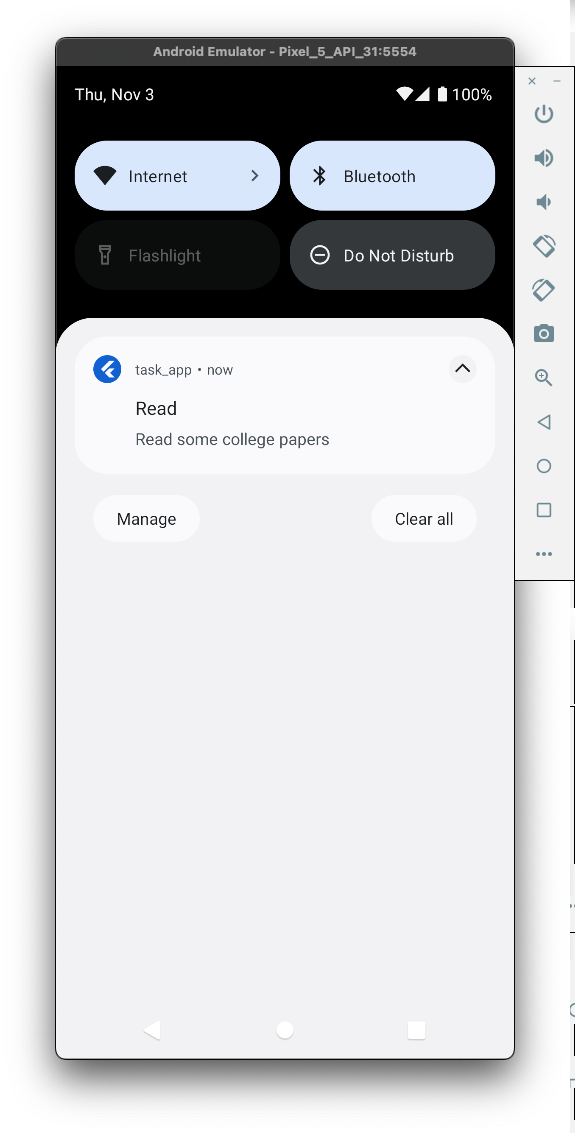 Android Emulator - Pixel_5_API_31:5554
Thu, Nov 3 100%
Internet Bluetooth
Flashlight Do Not Disturb
task_app • now
Read
Read some college papers
Manage Clear all